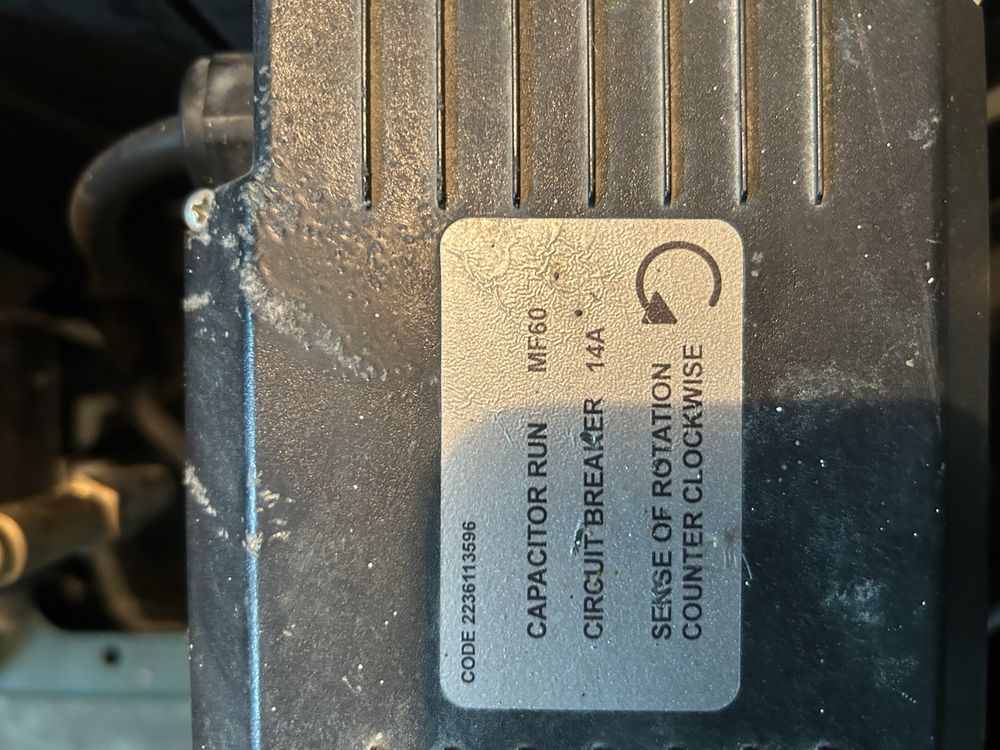 CODE 2236113596
CAPACITOR RUN MF60
CIRCUIT BREAKER 14A
SENSE OF ROTATION
COUNTER CLOCKWISE